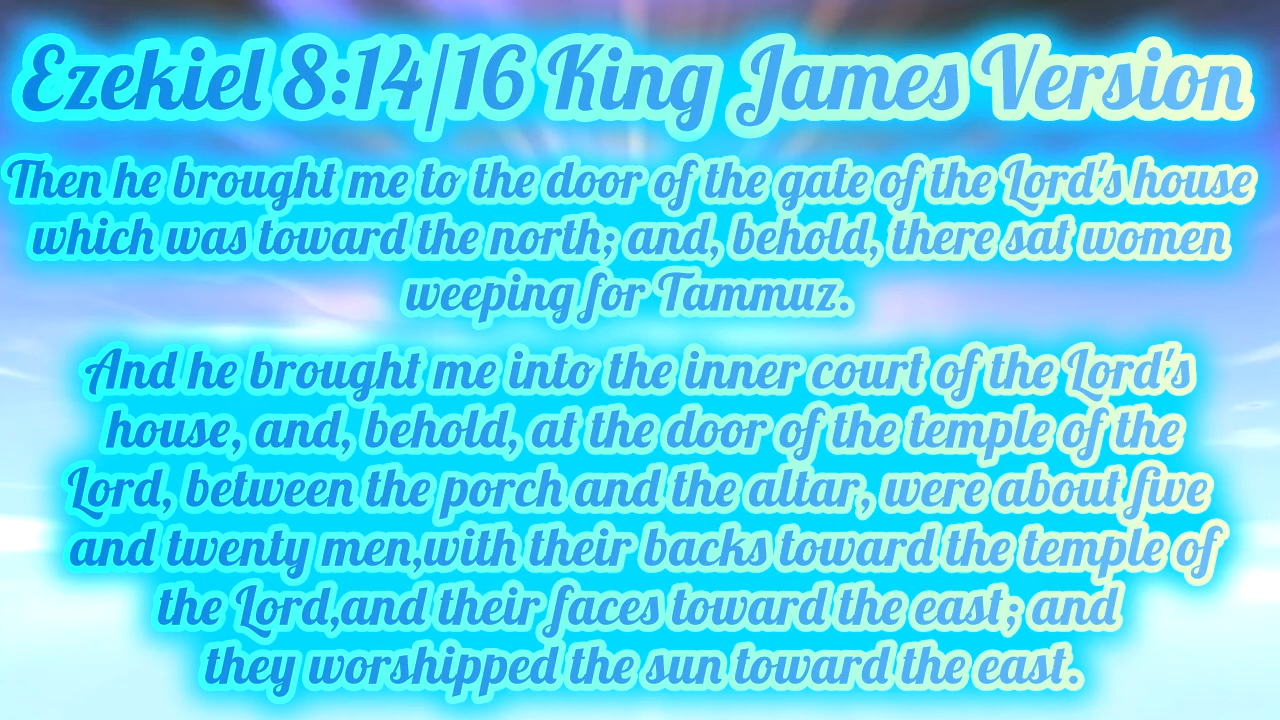 Ezekiel 8:14/16 King James Version
Then he brought me to the door of the gate of the Lord's house
which was toward the north; and, behold, there sat women
weeping for Tammuz.
And he brought me into the inner court of the Lord's
house, and, behold, at the door of the temple of the
Lord, between the porch and the altar, were about five
and twenty men,with their backs toward the temple of
the Lord,and their faces toward the east; and
they worshipped the sun toward the east.